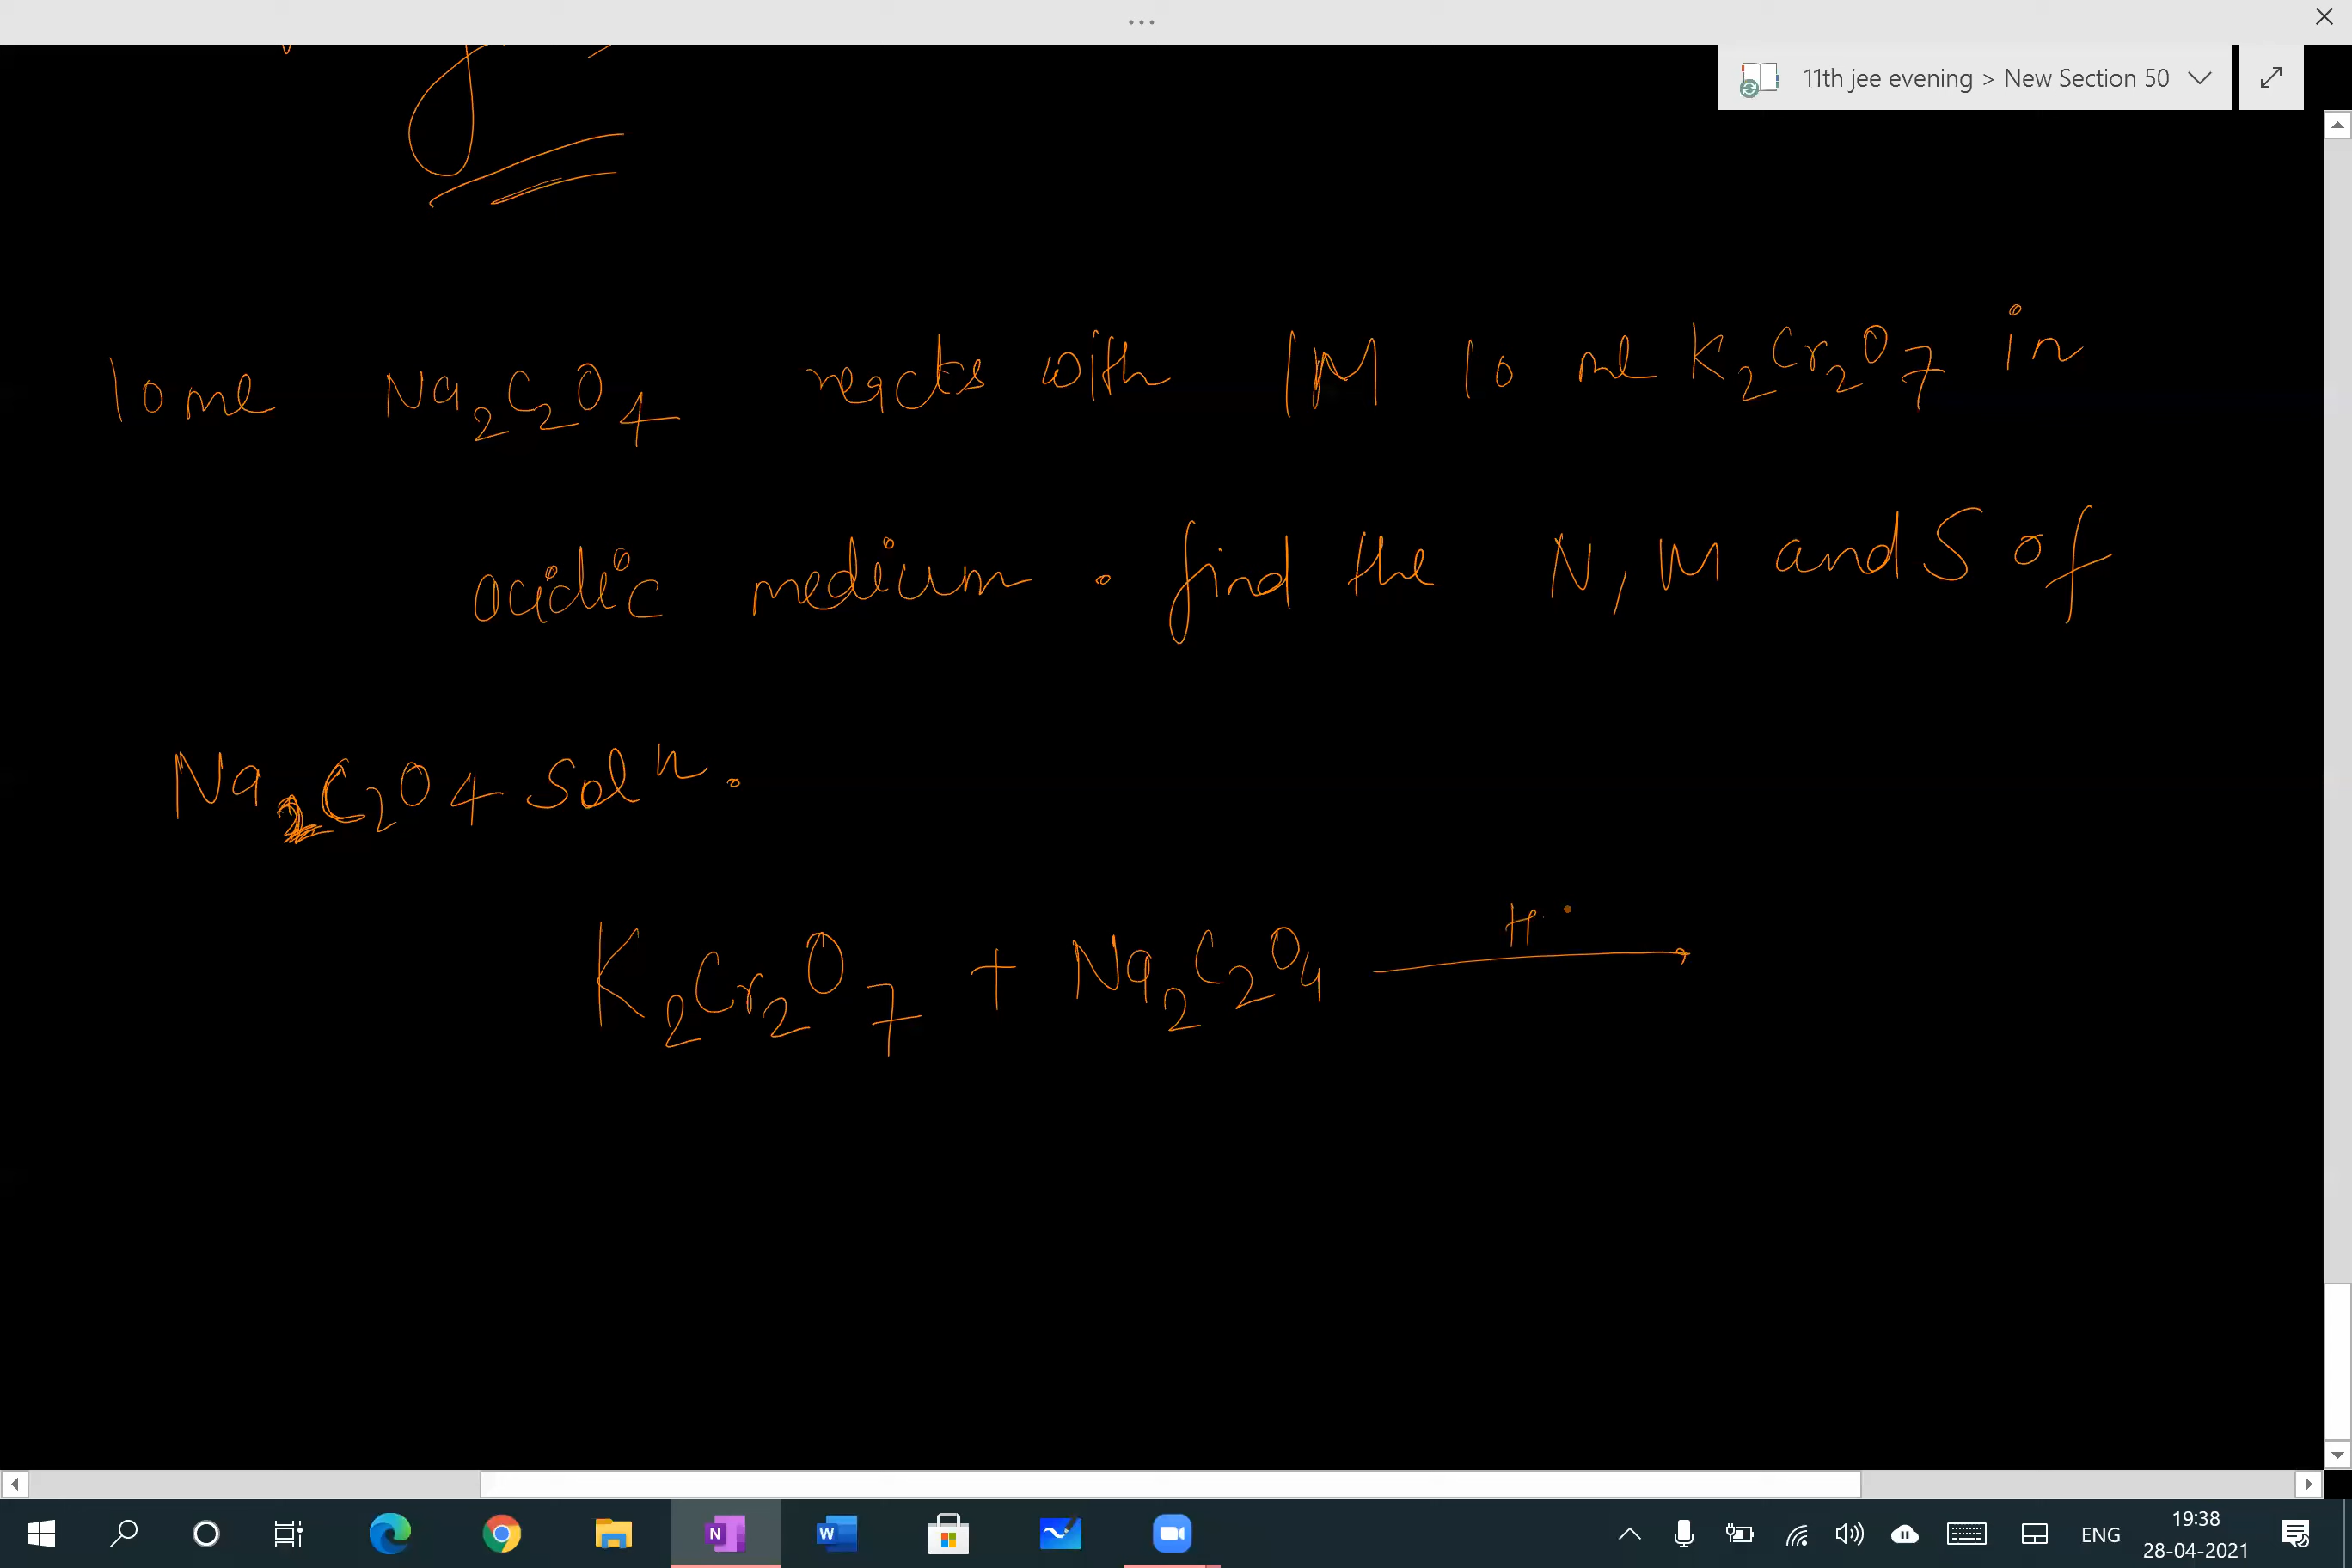 11th jee evening > New Section 50
10 ml Na2C2O4 reacts with 1M 10 ml K2Cr2O7 in
acidic medium. find the N, M and S of
Na2C2O4 Solⁿ.
K2Cr2O7 + Na2C2O4 H
ENG
19:38
28-04-2021